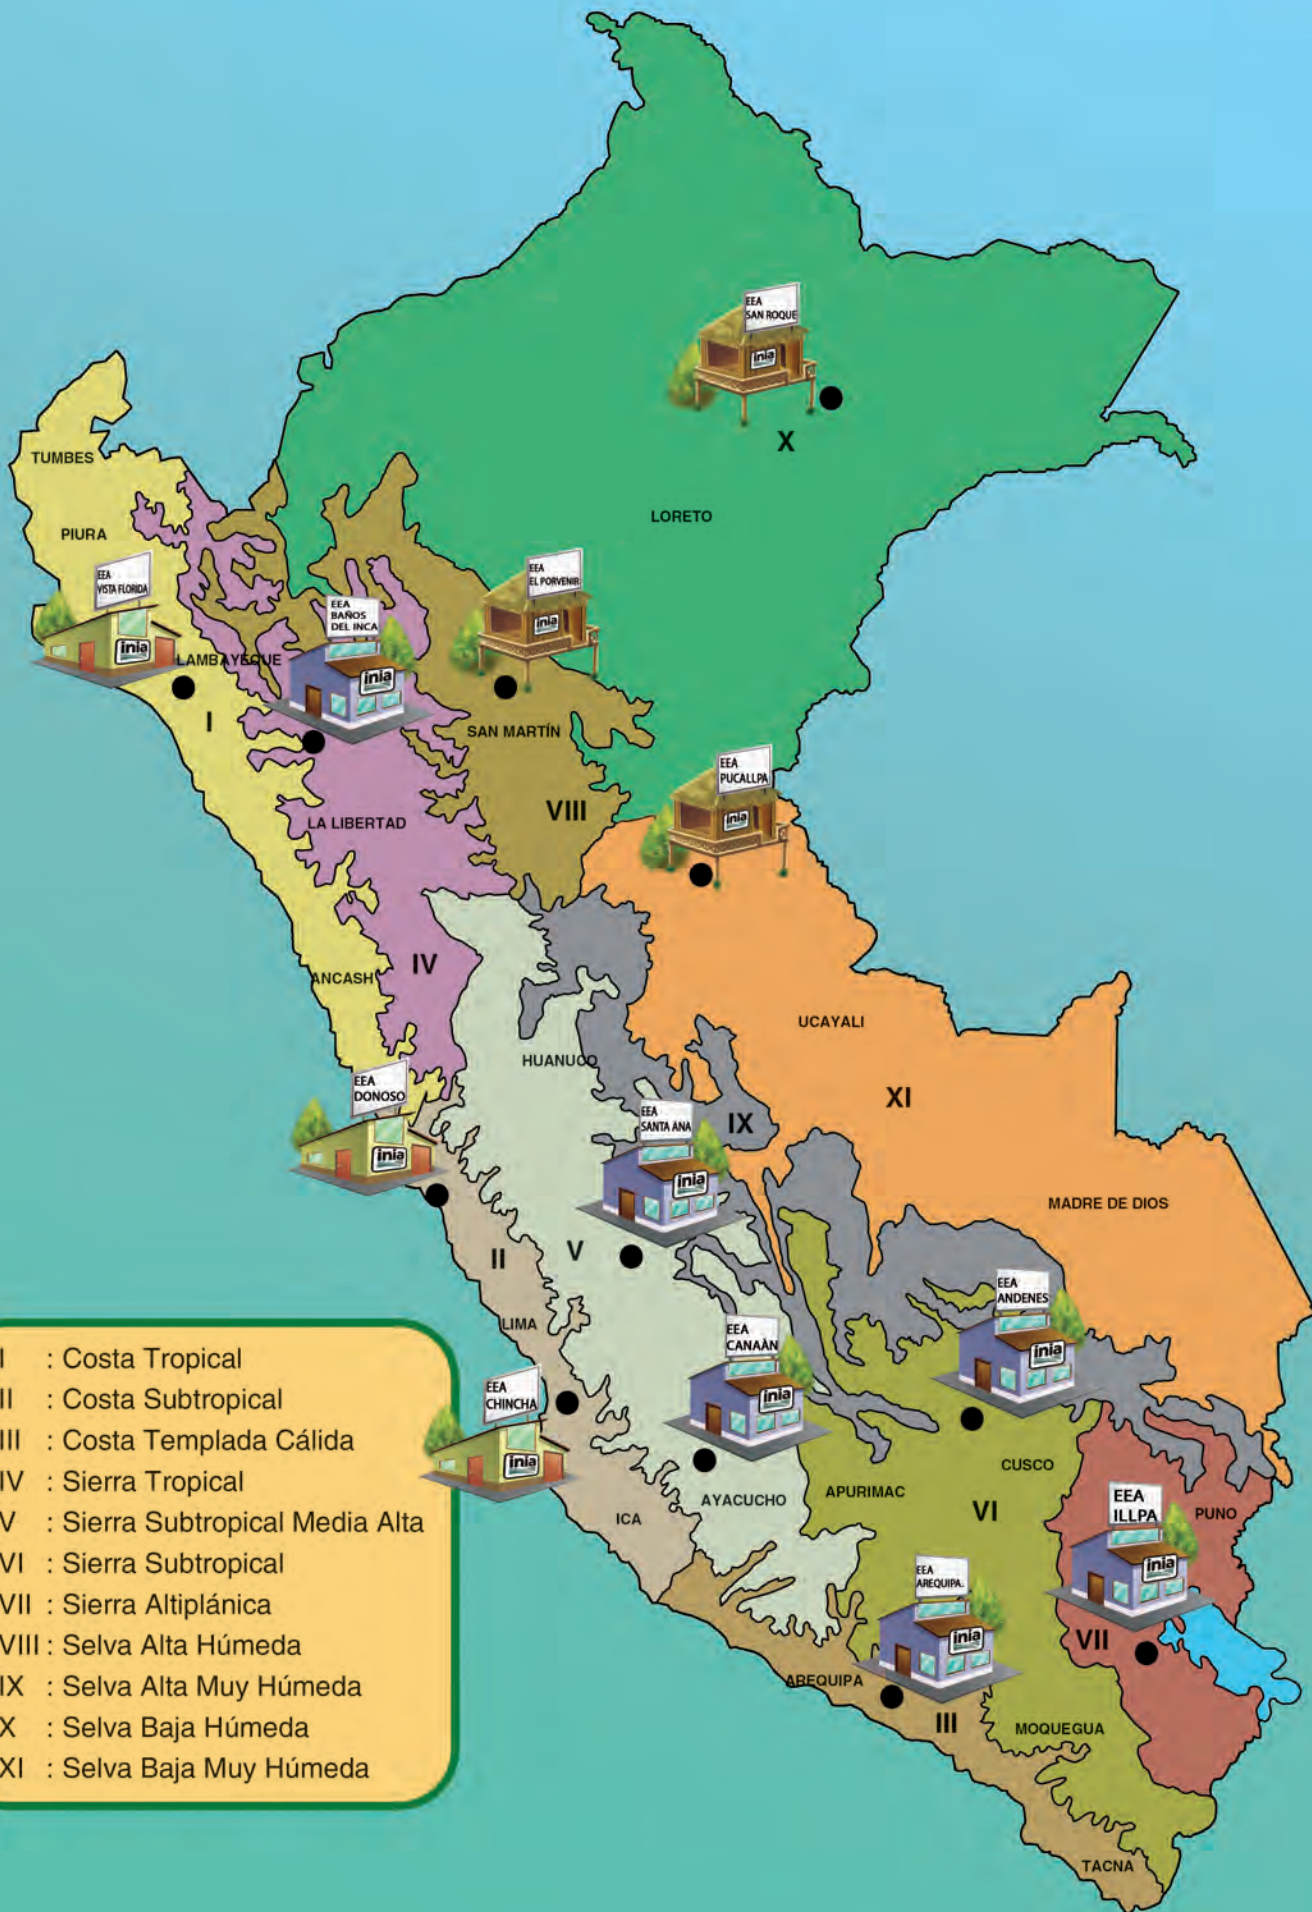 EEA
SAN ROQUE
inia
X
LORETO
TUMBES
PIURA
EEA
VISTA FLORIDA
inia
LAMBAYEQUE
I
EEA
BAÑOS
DEL INCA
inia
EEA
EL PORVENIR
inia
SAN MARTÍN
VIII
LA LIBERTAD
EEA
PUCALLPA
inia
ANCASH
IV
UCAYALI
HUANUCO
XI
IX
EEA
DONOSO
inia
EEA
SANTA ANA
inia
MADRE DE DIOS
II
V
LIMA
EEA
ANDENES
inia
EEA
CANAÀN
inia
EEA
CHINCHA
inia
CUSCO
APURIMAC
AYACUCHO
VI
ICA
EEA
ILLPA
inia
PUNO
EEA
AREQUIPA.
inia
VII
AREQUIPA
III
MOQUEGUA
TACNA
I : Costa Tropical
II : Costa Subtropical
III : Costa Templada Cálida
IV : Sierra Tropical
V : Sierra Subtropical Media Alta
VI : Sierra Subtropical
VII : Sierra Altiplánica
VIII : Selva Alta Húmeda
IX : Selva Alta Muy Húmeda
X : Selva Baja Húmeda
XI : Selva Baja Muy Húmeda